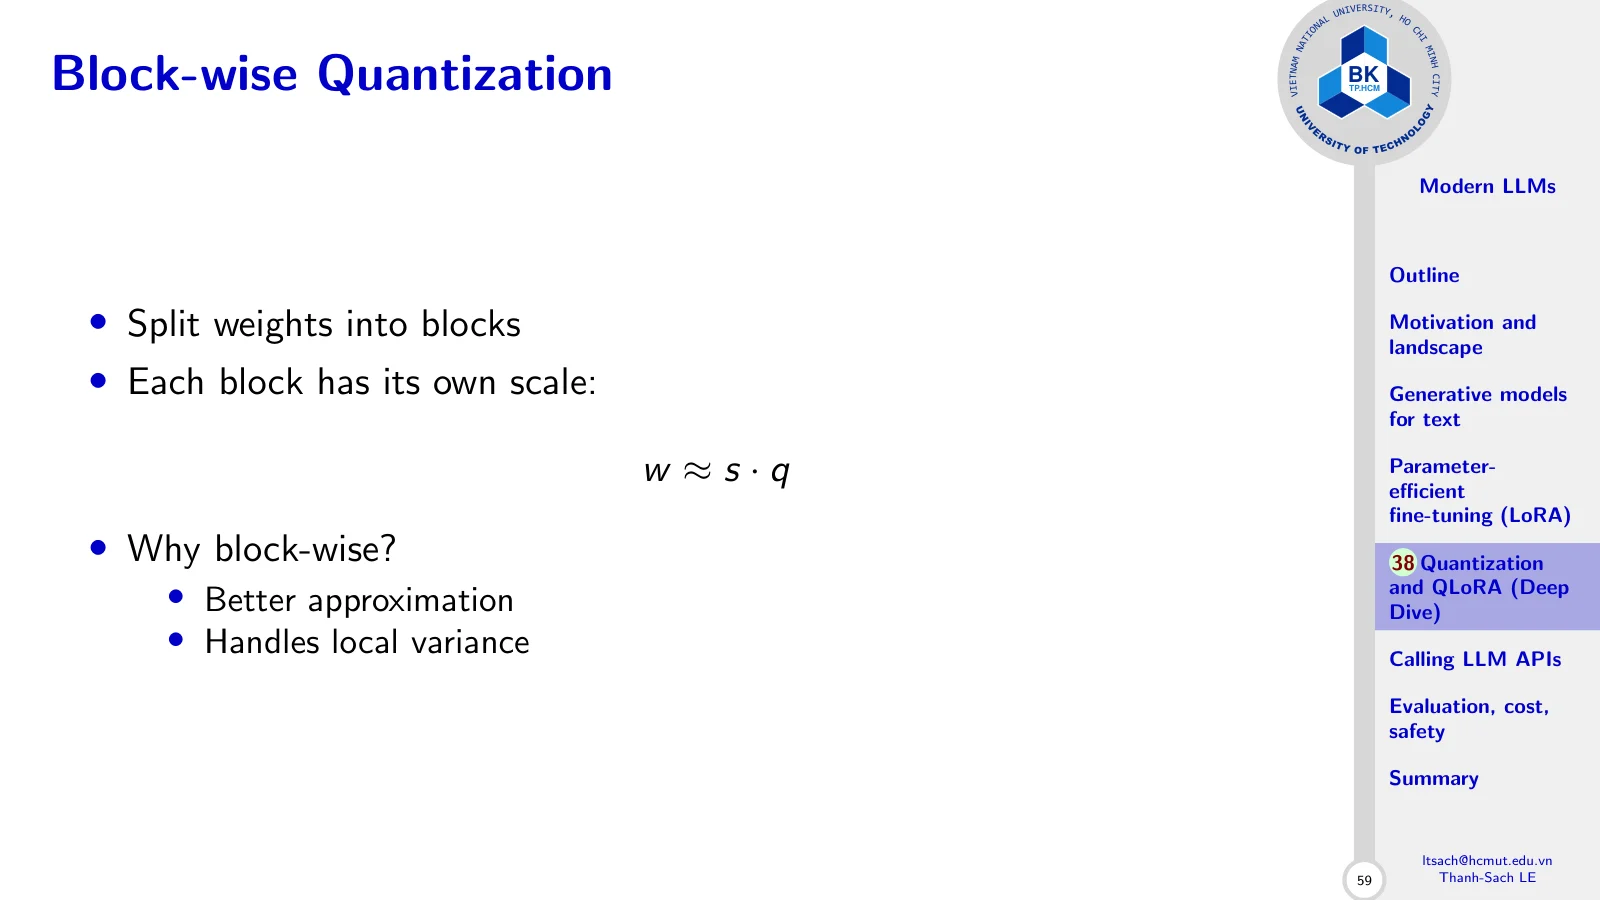 Block-wise Quantization
• Split weights into blocks
• Each block has its own scale:
w ≈ s · q
• Why block-wise?
• Better approximation
• Handles local variance
VIETNAM NATIONAL UNIVERSITY, HO CHI MINH CITY
BK
TP.HCM
UNIVERSITY OF TECHNOLOGY
Modern LLMs
Outline
Motivation and
landscape
Generative models
for text
Parameter-
efficient
fine-tuning (LoRA)
38 Quantization
and QLoRA (Deep
Dive)
Calling LLM APIs
Evaluation, cost,
safety
Summary
ltsach@hcmut.edu.vn
Thanh-Sach LE
59